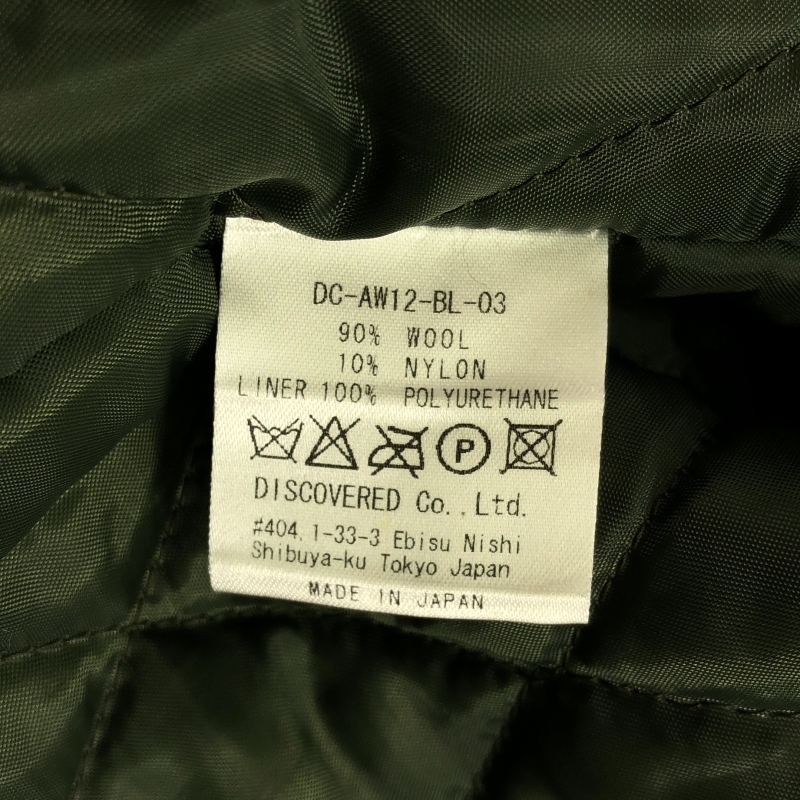 DC-AW12-BL-03
90% WOOL
10% NYLON
LINER 100% POLYURETHANE
P
DISCOVERED Co., Ltd.
#404, 1-33-3 Ebisu Nishi
Shibuya-ku Tokyo Japan
MADE IN JAPAN